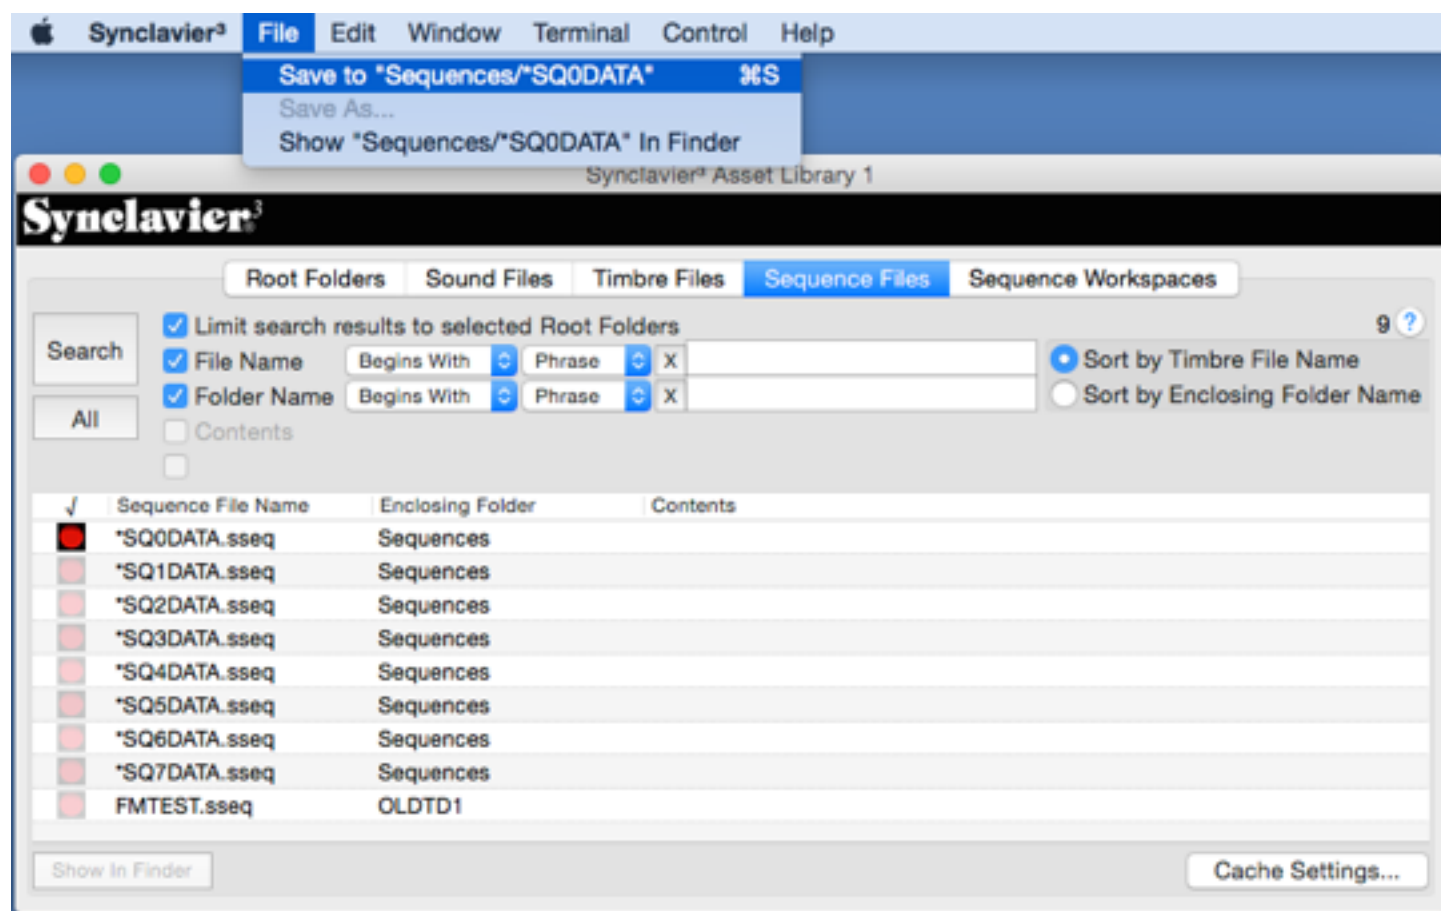 Synclavier³ File Edit Window Terminal Control Help
Save to "Sequences/*SQ0DATA" ⌘S
Save As...
Show "Sequences/*SQ0DATA" In Finder
Synclavier³ Asset Library 1
Synclavier®3
Root Folders Sound Files Timbre Files Sequence Files Sequence Workspaces
Limit search results to selected Root Folders 9 ?
Search File Name Begins With Phrase X Sort by Timbre File Name
Folder Name Begins With Phrase X Sort by Enclosing Folder Name
All Contents
√ Sequence File Name Enclosing Folder Contents
*SQ0DATA.sseq Sequences
*SQ1DATA.sseq Sequences
*SQ2DATA.sseq Sequences
*SQ3DATA.sseq Sequences
*SQ4DATA.sseq Sequences
*SQ5DATA.sseq Sequences
*SQ6DATA.sseq Sequences
*SQ7DATA.sseq Sequences
FMTEST.sseq OLDTD1
Show In Finder Cache Settings...